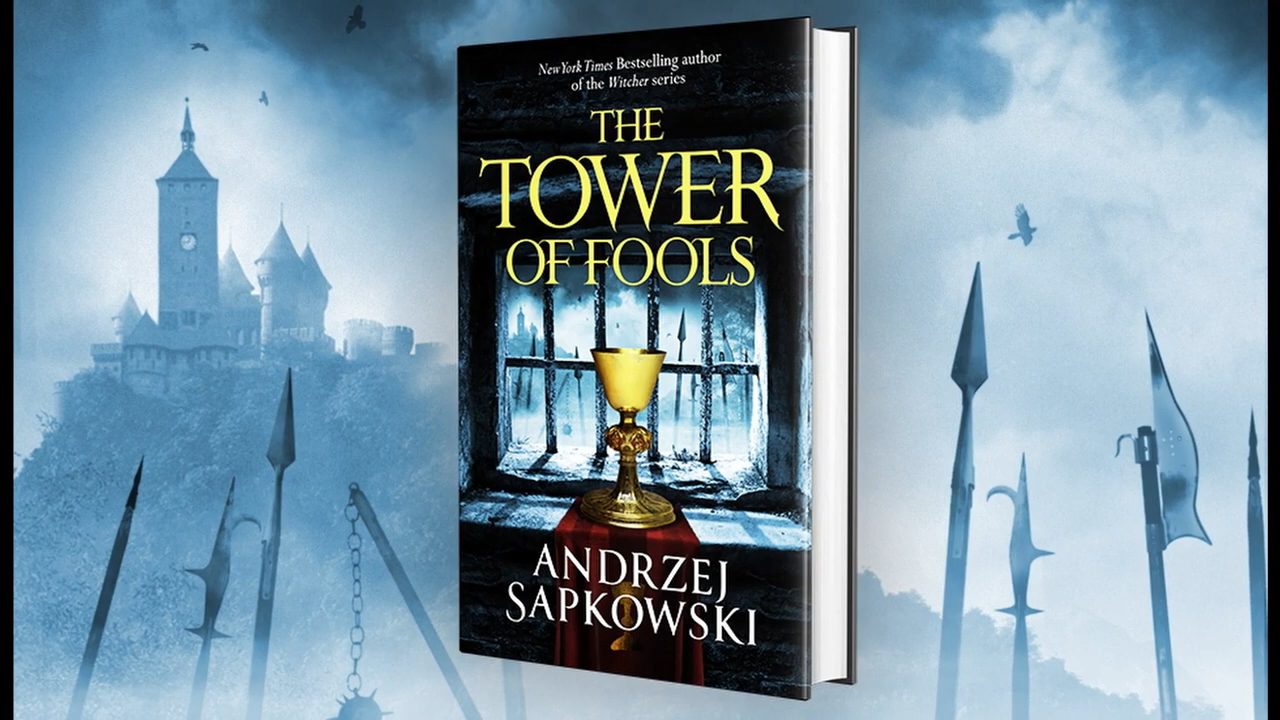 New York Times Bestselling author
of the Witcher series
THE
TOWER
OF FOOLS
ANDRZEJ
SAPKOWSKI